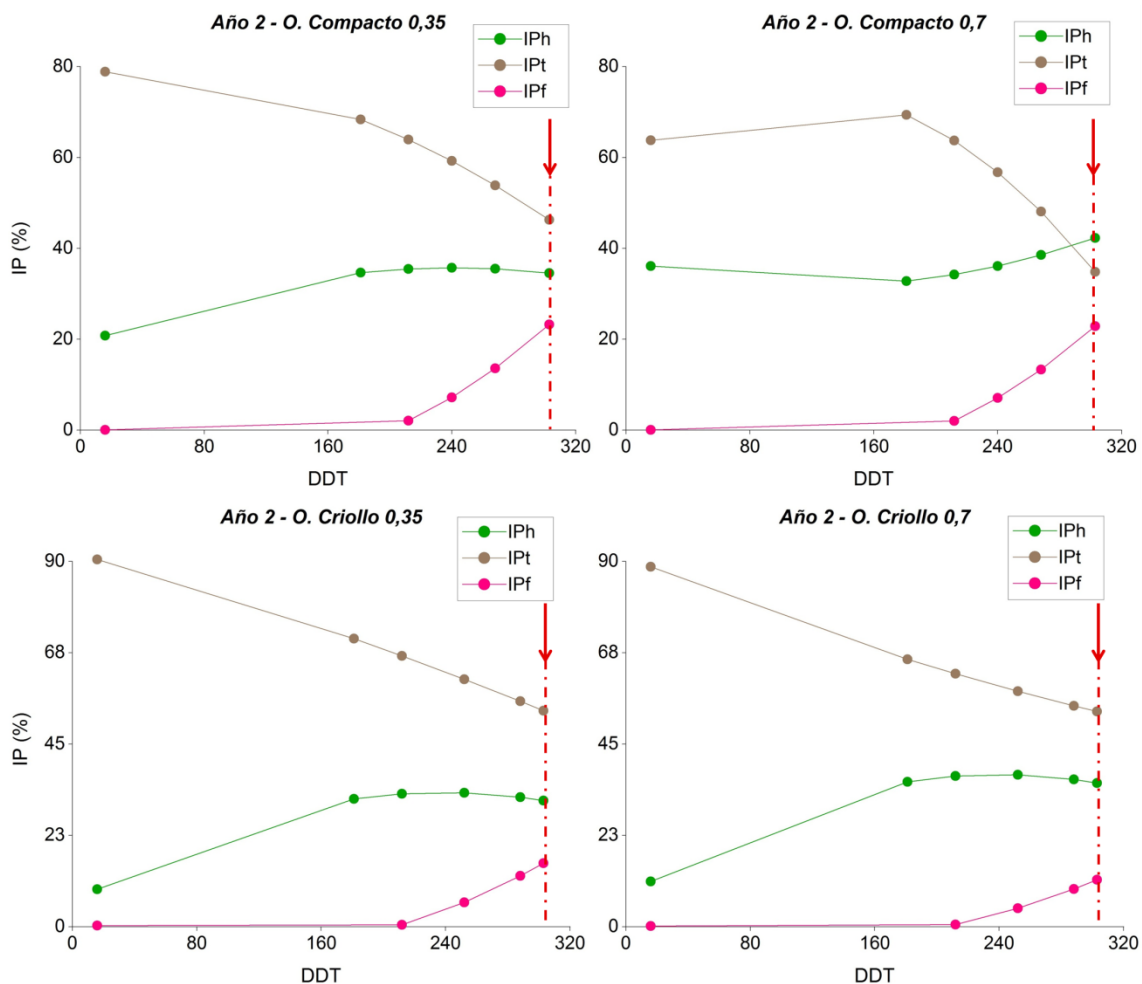 Año 2 - O. Compacto 0,35
IPh
IPt
IPf
80
60
40
20
0
IP (%)
0 80 160 240 320
DDT
Año 2 - O. Compacto 0,7
IPh
IPt
IPf
80
60
40
20
0
0 80 160 240 320
DDT
Año 2 - O. Criollo 0,35
IPh
IPt
IPf
90
68
45
23
0
IP (%)
0 80 160 240 320
DDT
Año 2 - O. Criollo 0,7
IPh
IPt
IPf
90
68
45
23
0
0 80 160 240 320
DDT